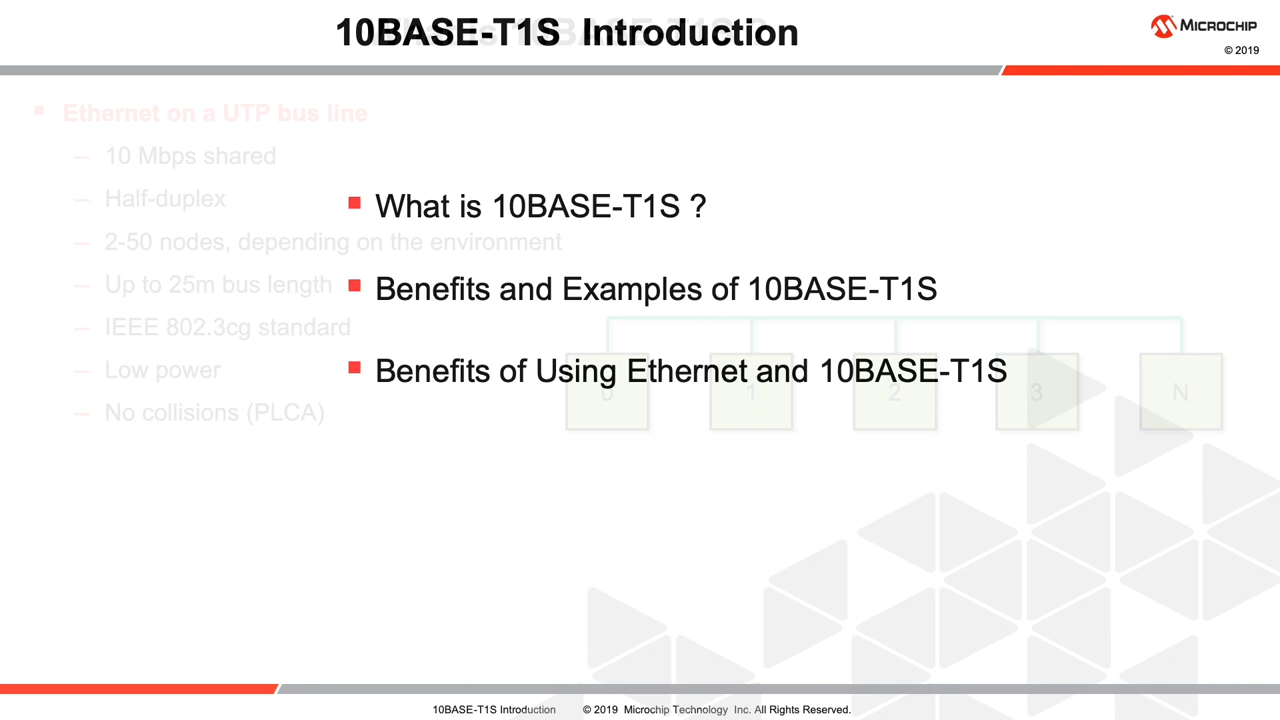 10BASE-T1S Introduction
MICROCHIP
© 2019
Ethernet on a UTP bus line
– 10 Mbps shared
– Half-duplex
– 2-50 nodes, depending on the environment
– Up to 25m bus length
– IEEE 802.3cg standard
– Low power
– No collisions (PLCA)
What is 10BASE-T1S ?
Benefits and Examples of 10BASE-T1S
Benefits of Using Ethernet and 10BASE-T1S
0 1 2 3 N
10BASE-T1S Introduction © 2019 Microchip Technology Inc. All Rights Reserved.